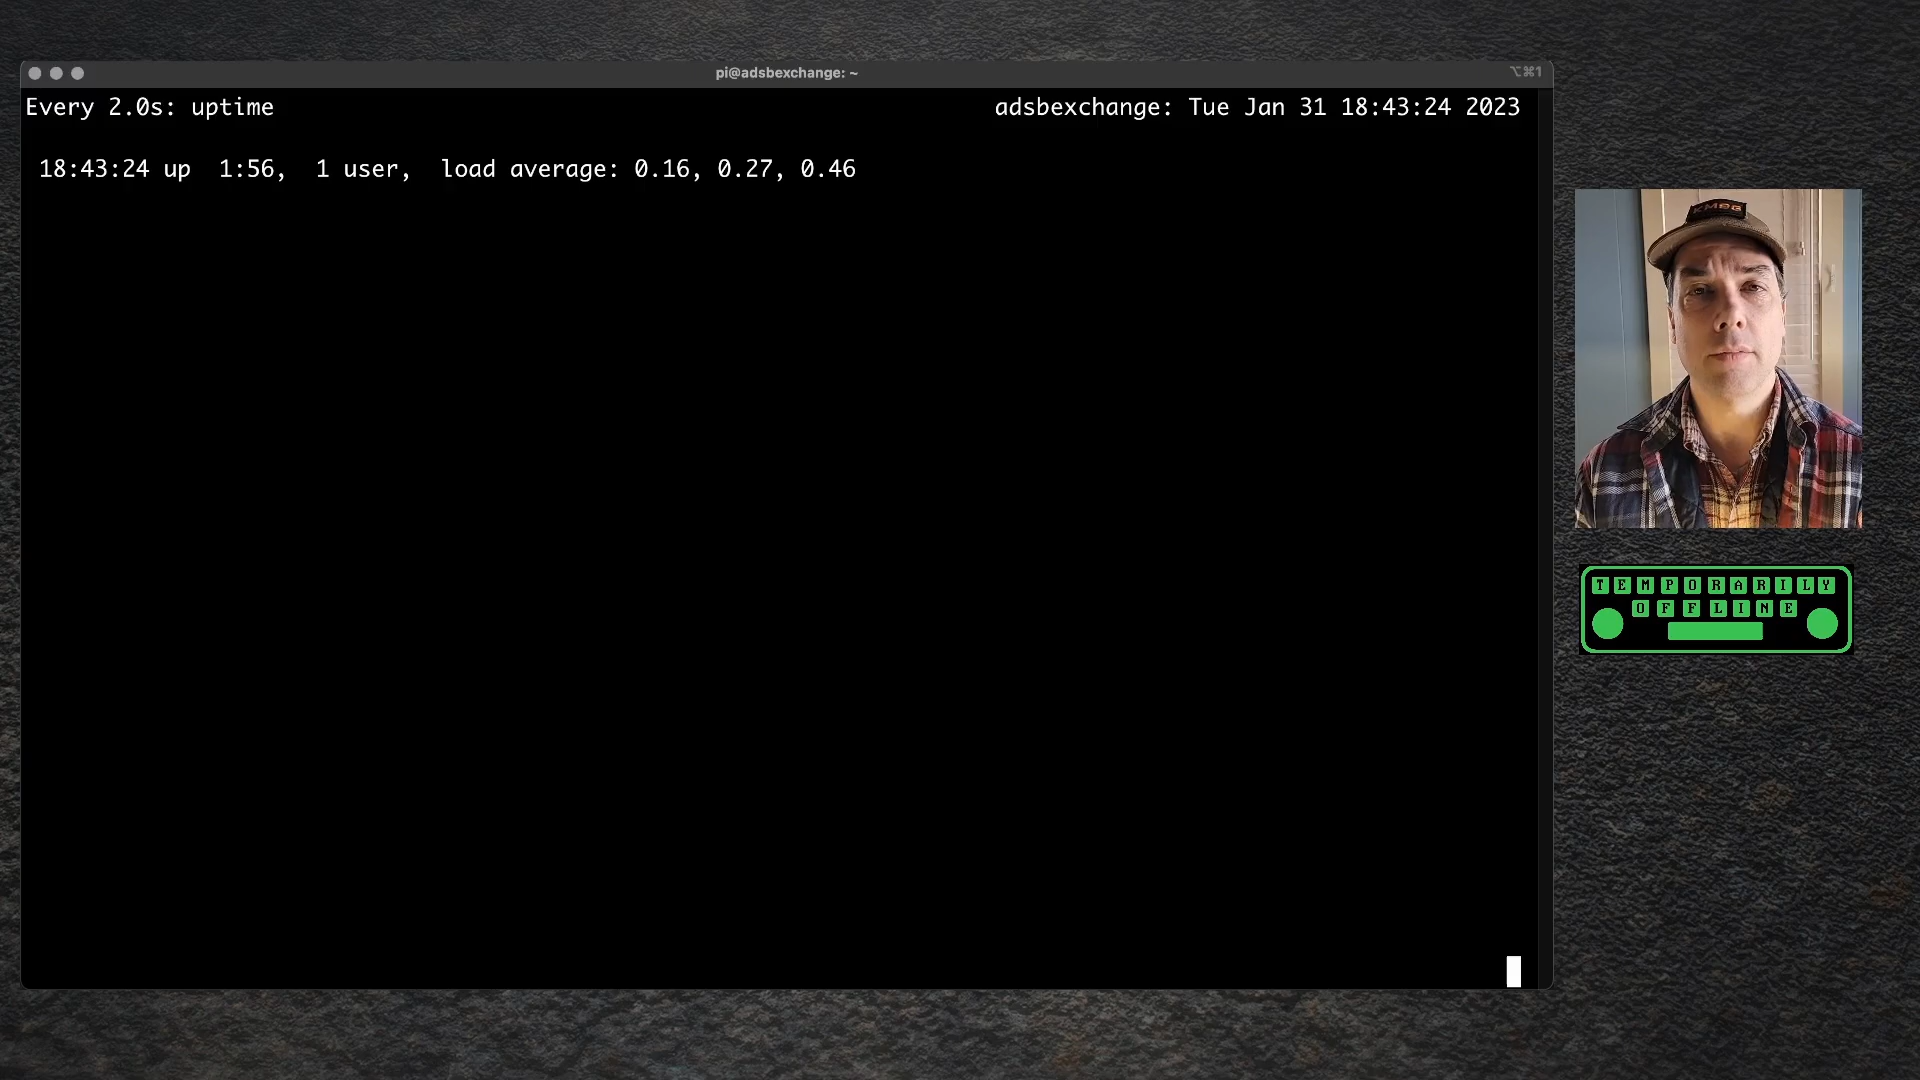 pi@adsbexchange: ~
⌥⌘1
Every 2.0s: uptime
adsbexchange: Tue Jan 31 18:43:24 2023
18:43:24 up  1:56,  1 user,  load average: 0.16, 0.27, 0.46
TEMPORARILY
OFFLINE